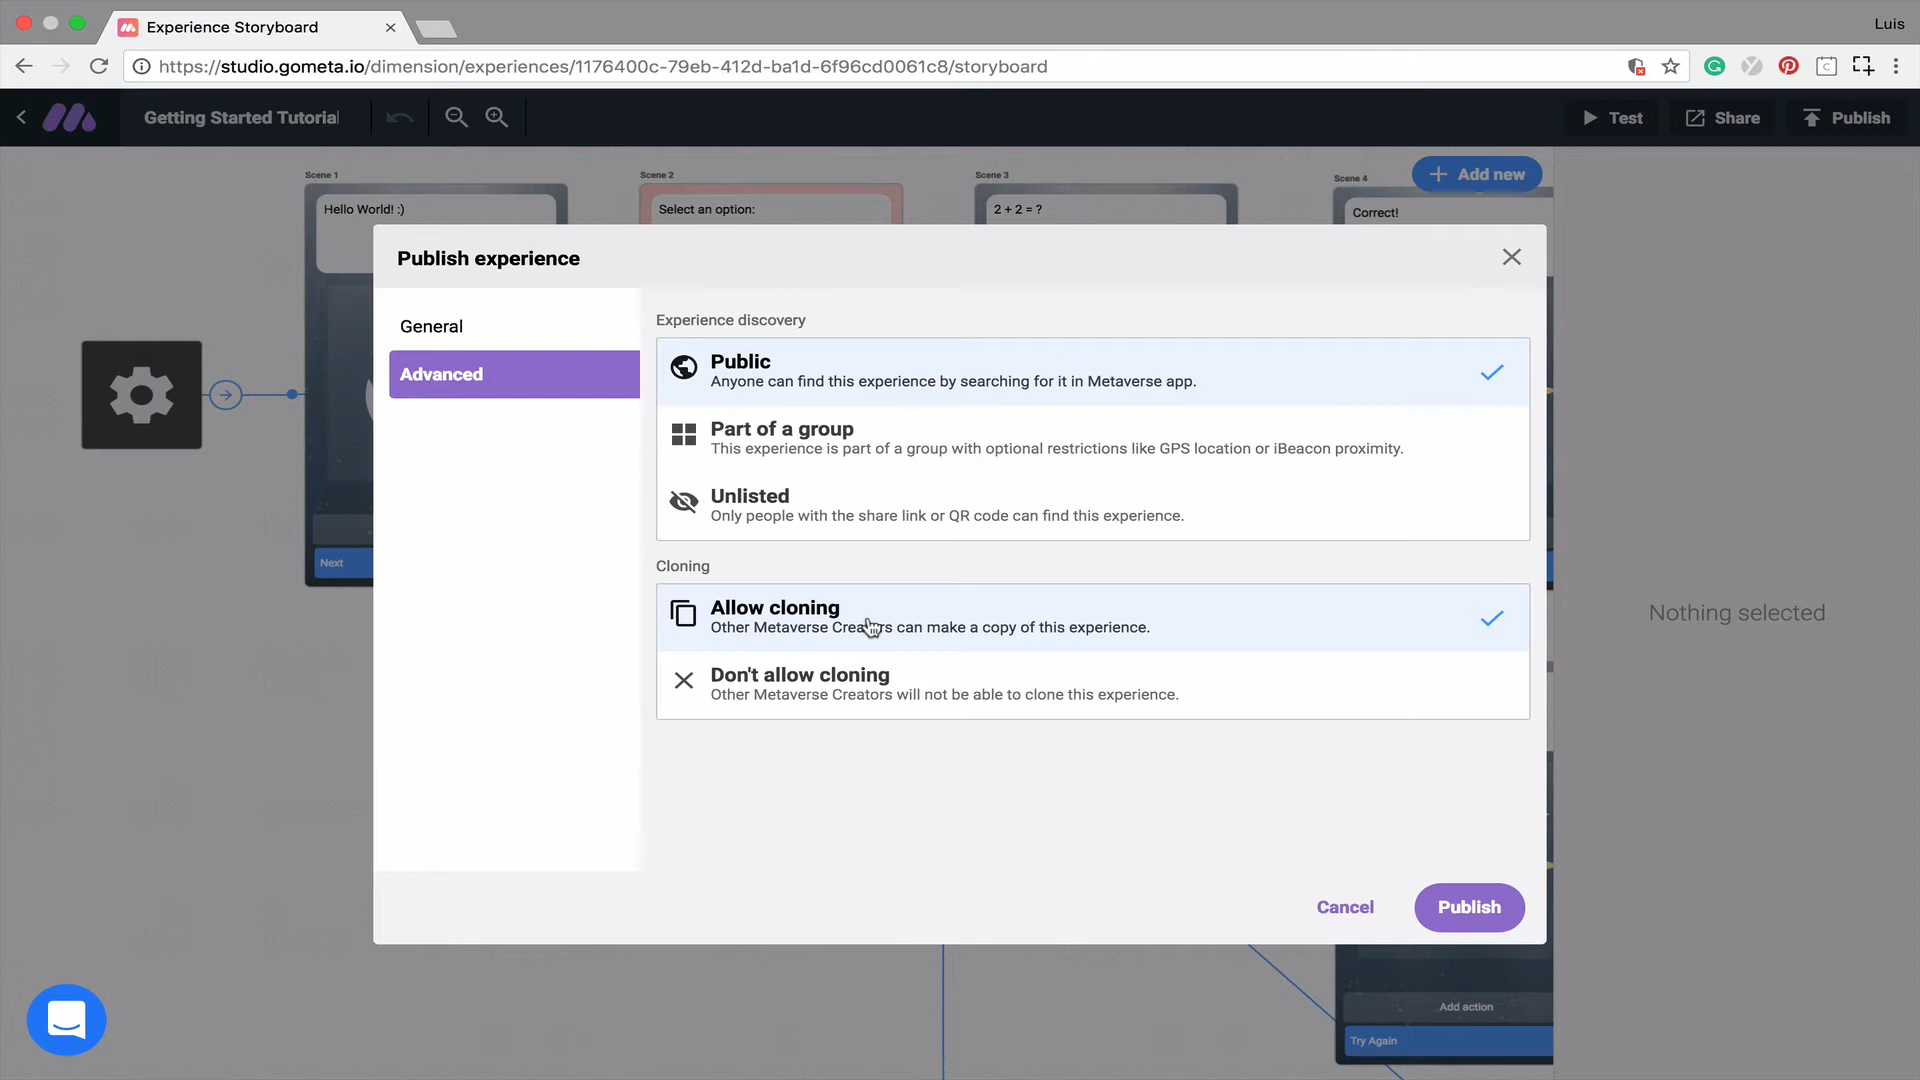 Experience Storyboard
Luis
https://studio.gometa.io/dimension/experiences/1176400c-79eb-412d-ba1d-6f96cd0061c8/storyboard
Getting Started Tutorial
Test
Share
Publish
Scene 1
Scene 2
Scene 3
Scene 4
Add new
Hello World! :)
Select an option:
2 + 2 = ?
Correct!
Publish experience
General
Advanced
Experience discovery
Public
Anyone can find this experience by searching for it in Metaverse app.
Part of a group
This experience is part of a group with optional restrictions like GPS location or iBeacon proximity.
Unlisted
Only people with the share link or QR code can find this experience.
Next
Cloning
Allow cloning
Other Metaverse Creators can make a copy of this experience.
Don't allow cloning
Other Metaverse Creators will not be able to clone this experience.
Nothing selected
Cancel
Publish
Add action
Try Again